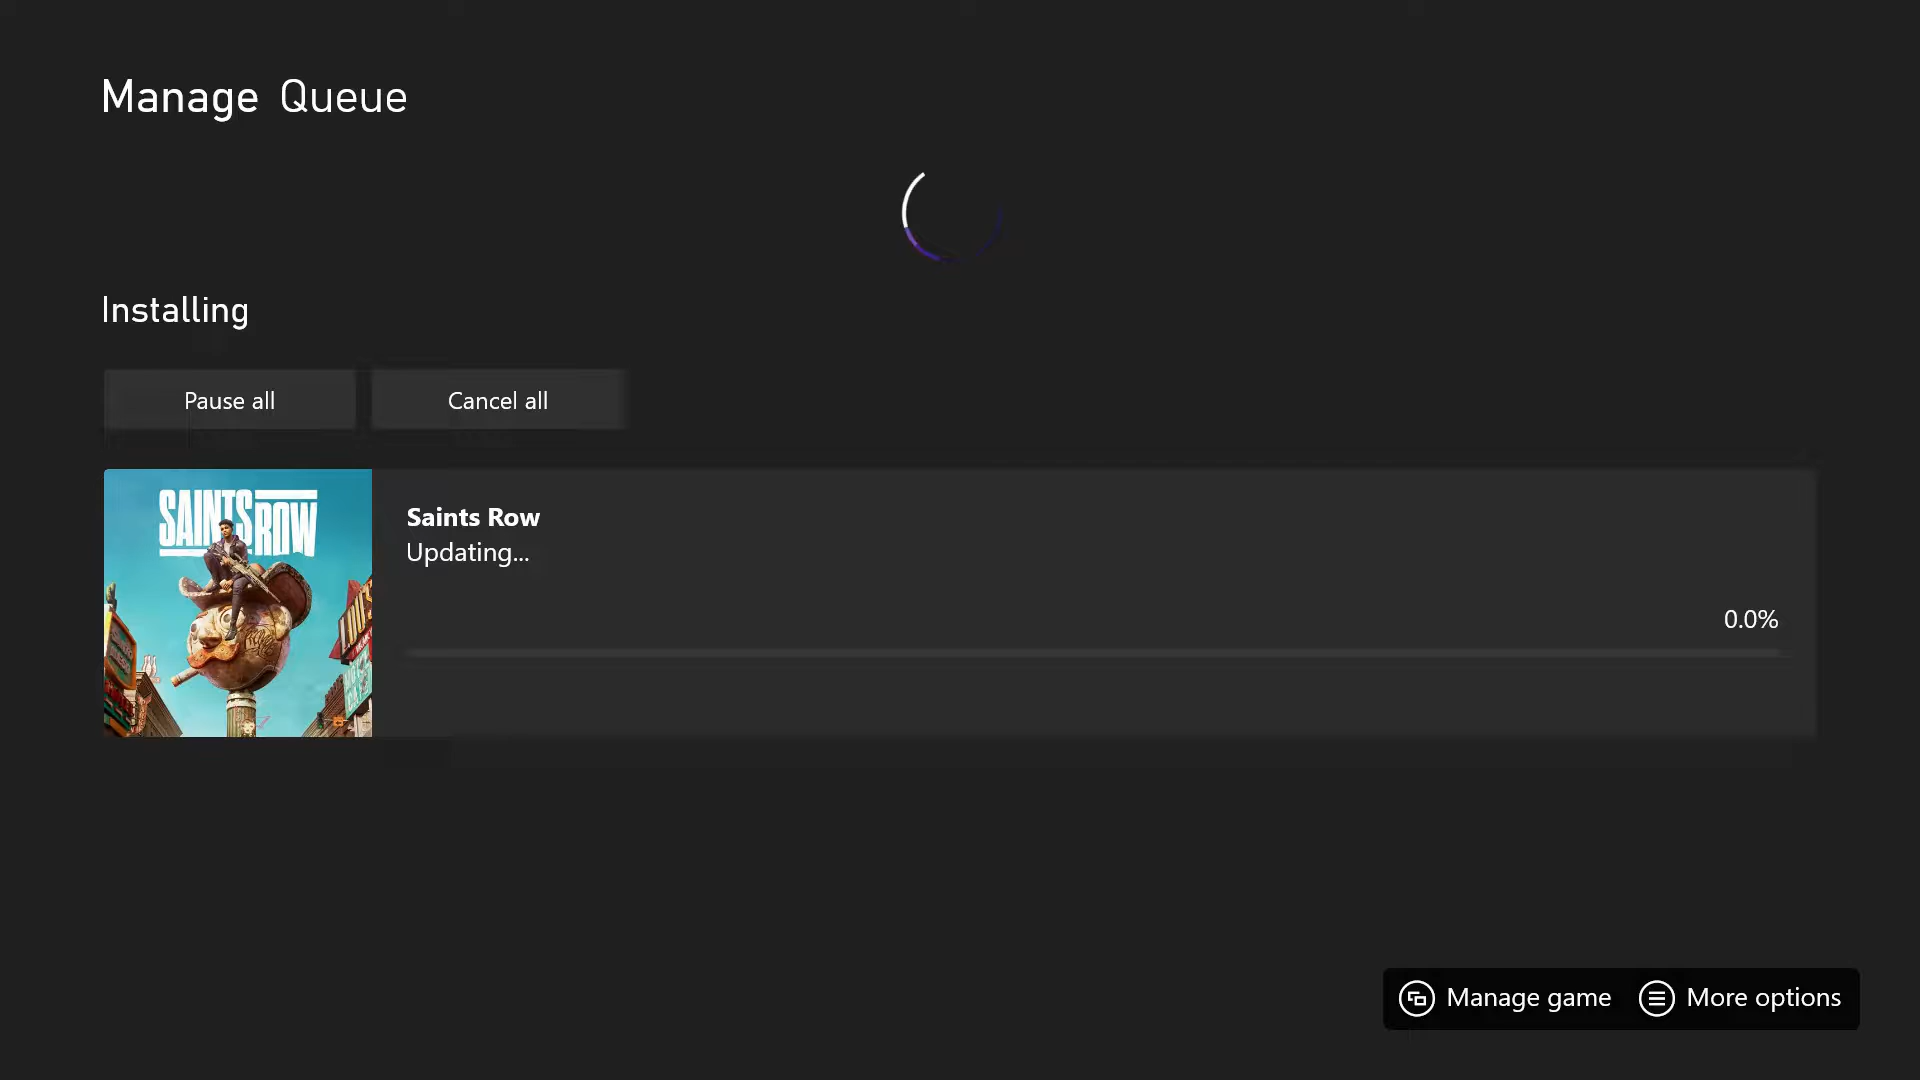 Manage Queue
Installing
Pause all
Cancel all
SAINTS ROW
Saints Row
Updating...
0.0%
Manage game
More options